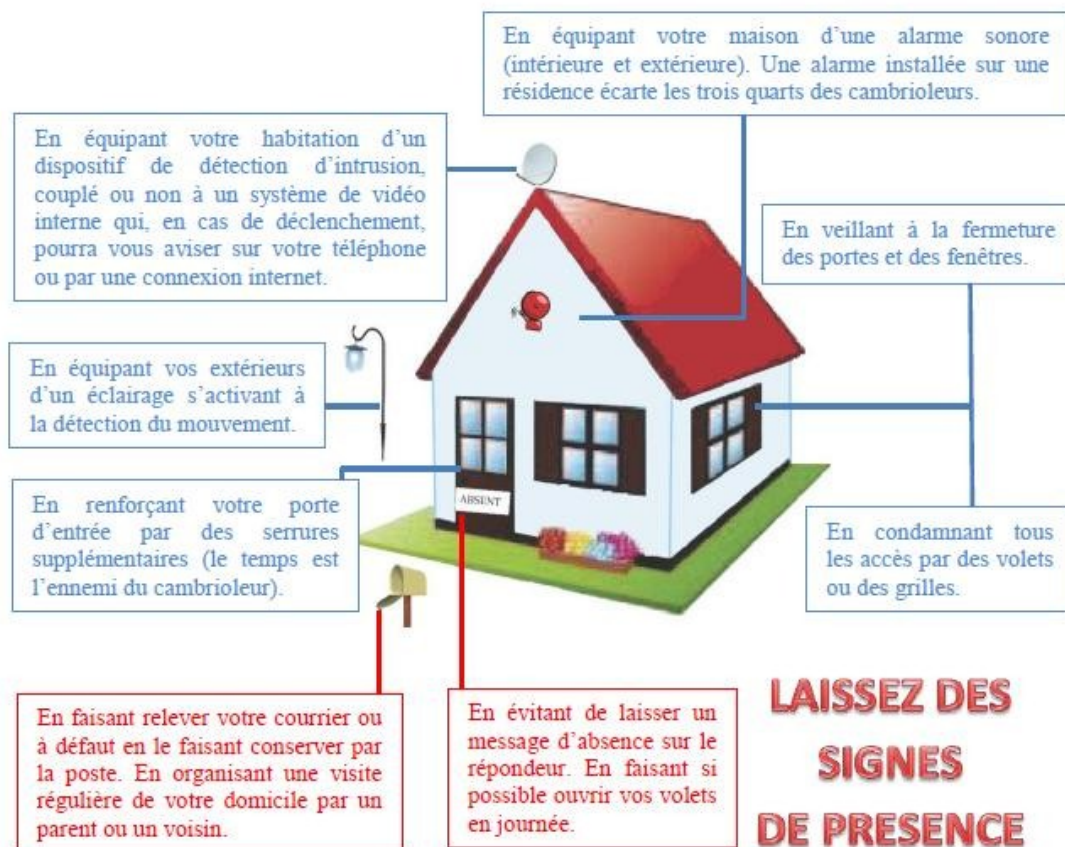 En équipant votre maison d'une alarme sonore
(intérieure et extérieure). Une alarme installée sur une
résidence écarte les trois quarts des cambrioleurs.
En équipant votre habitation d'un
dispositif de détection d'intrusion,
couplé ou non à un système de vidéo
interne qui, en cas de déclenchement,
pourra vous aviser sur votre téléphone
ou par une connexion internet.
En veillant à la fermeture
des portes et des fenêtres.
En équipant vos extérieurs
d'un éclairage s'activant à
la détection du mouvement.
En renforçant votre porte
d'entrée par des serrures
supplémentaires (le temps est
l'ennemi du cambrioleur).
ABSENT
En condamnant tous
les accès par des volets
ou des grilles.
En faisant relever votre courrier ou
à défaut en le faisant conserver par
la poste. En organisant une visite
régulière de votre domicile par un
parent ou un voisin.
En évitant de laisser un
message d'absence sur le
répondeur. En faisant si
possible ouvrir vos volets
en journée.
LAISSEZ DES
SIGNES
DE PRESENCE